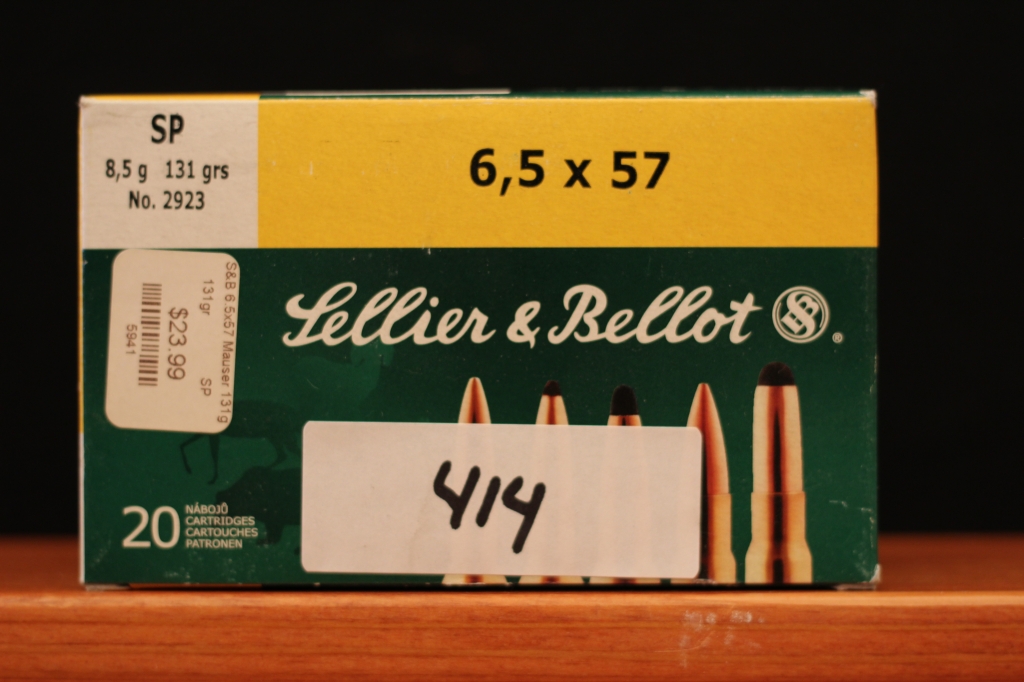 SP
8,5 g 131 grs
No. 2923
6,5 x 57
S&B 6.5x57 Mauser 131g
131gr SP
$23.99
5941
Sellier & Bellot
S&B
®
414
20
NÁBOJŮ
CARTRIDGES
CARTOUCHES
PATRONEN